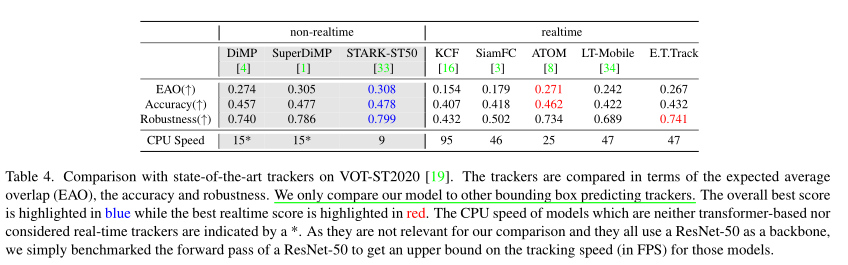 non-realtime realtime
DiMP SuperDiMP STARK-ST50 KCF SiamFC ATOM LT-Mobile E.T.Track
[4] [1] [33] [16] [3] [8] [34]
EAO(↑) 0.274 0.305 0.308 0.154 0.179 0.271 0.242 0.267
Accuracy(↑) 0.457 0.477 0.478 0.407 0.418 0.462 0.422 0.432
Robustness(↑) 0.740 0.786 0.799 0.432 0.502 0.734 0.689 0.741
CPU Speed 15* 15* 9 95 46 25 47 47
Table 4. Comparison with state-of-the-art trackers on VOT-ST2020 [19]. The trackers are compared in terms of the expected average
overlap (EAO), the accuracy and robustness. We only compare our model to other bounding box predicting trackers. The overall best score
is highlighted in blue while the best realtime score is highlighted in red. The CPU speed of models which are neither transformer-based nor
considered real-time trackers are indicated by a *. As they are not relevant for our comparison and they all use a ResNet-50 as a backbone,
we simply benchmarked the forward pass of a ResNet-50 to get an upper bound on the tracking speed (in FPS) for those models.